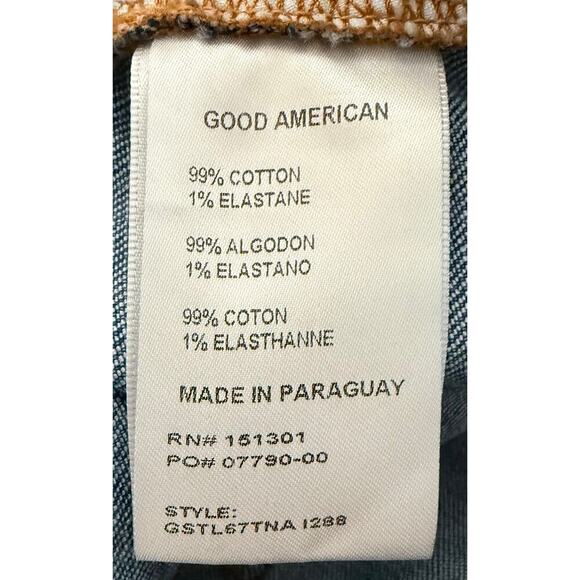 GOOD AMERICAN
99% COTTON
1% ELASTANE
99% ALGODON
1% ELASTANO
99% COTON
1% ELASTHANNE
MADE IN PARAGUAY
RN# 151301
PO# 07790-00
STYLE:
GSTL67TNA I288